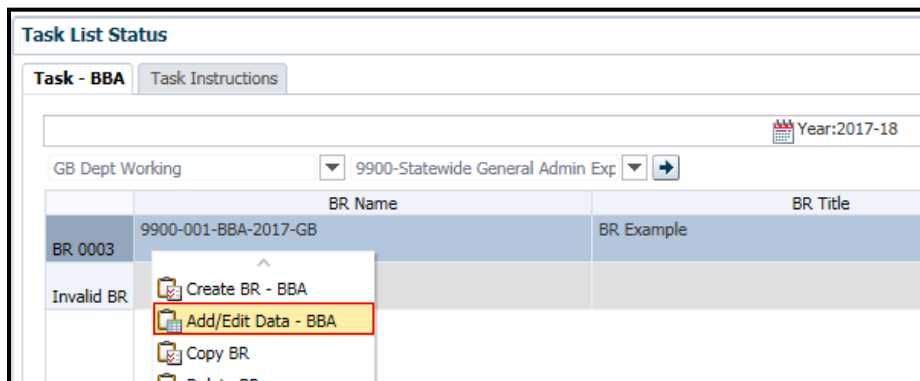 Task List Status
Task - BBA Task Instructions
Year:2017-18
GB Dept Working 9900-Statewide General Admin Exp
BR Name BR Title
BR 0003 9900-001-BBA-2017-GB BR Example
Invalid BR
Create BR - BBA
Add/Edit Data - BBA
Copy BR